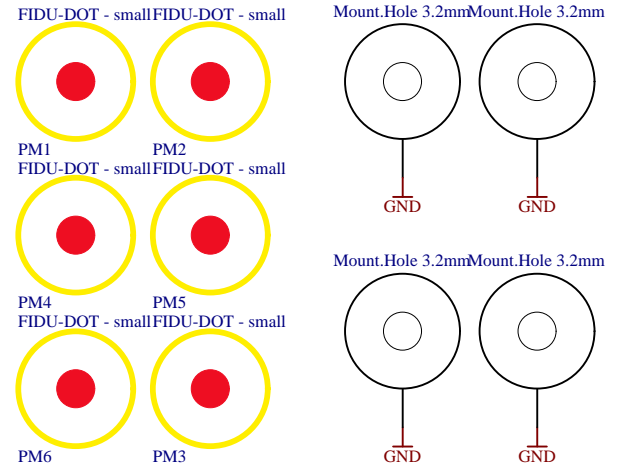 FIDU-DOT - small FIDU-DOT - small Mount.Hole 3.2mm Mount.Hole 3.2mm
PM1 PM2
FIDU-DOT - small FIDU-DOT - small
GND GND
Mount.Hole 3.2mm Mount.Hole 3.2mm
PM4 PM5
FIDU-DOT - small FIDU-DOT - small
PM6 PM3 GND GND